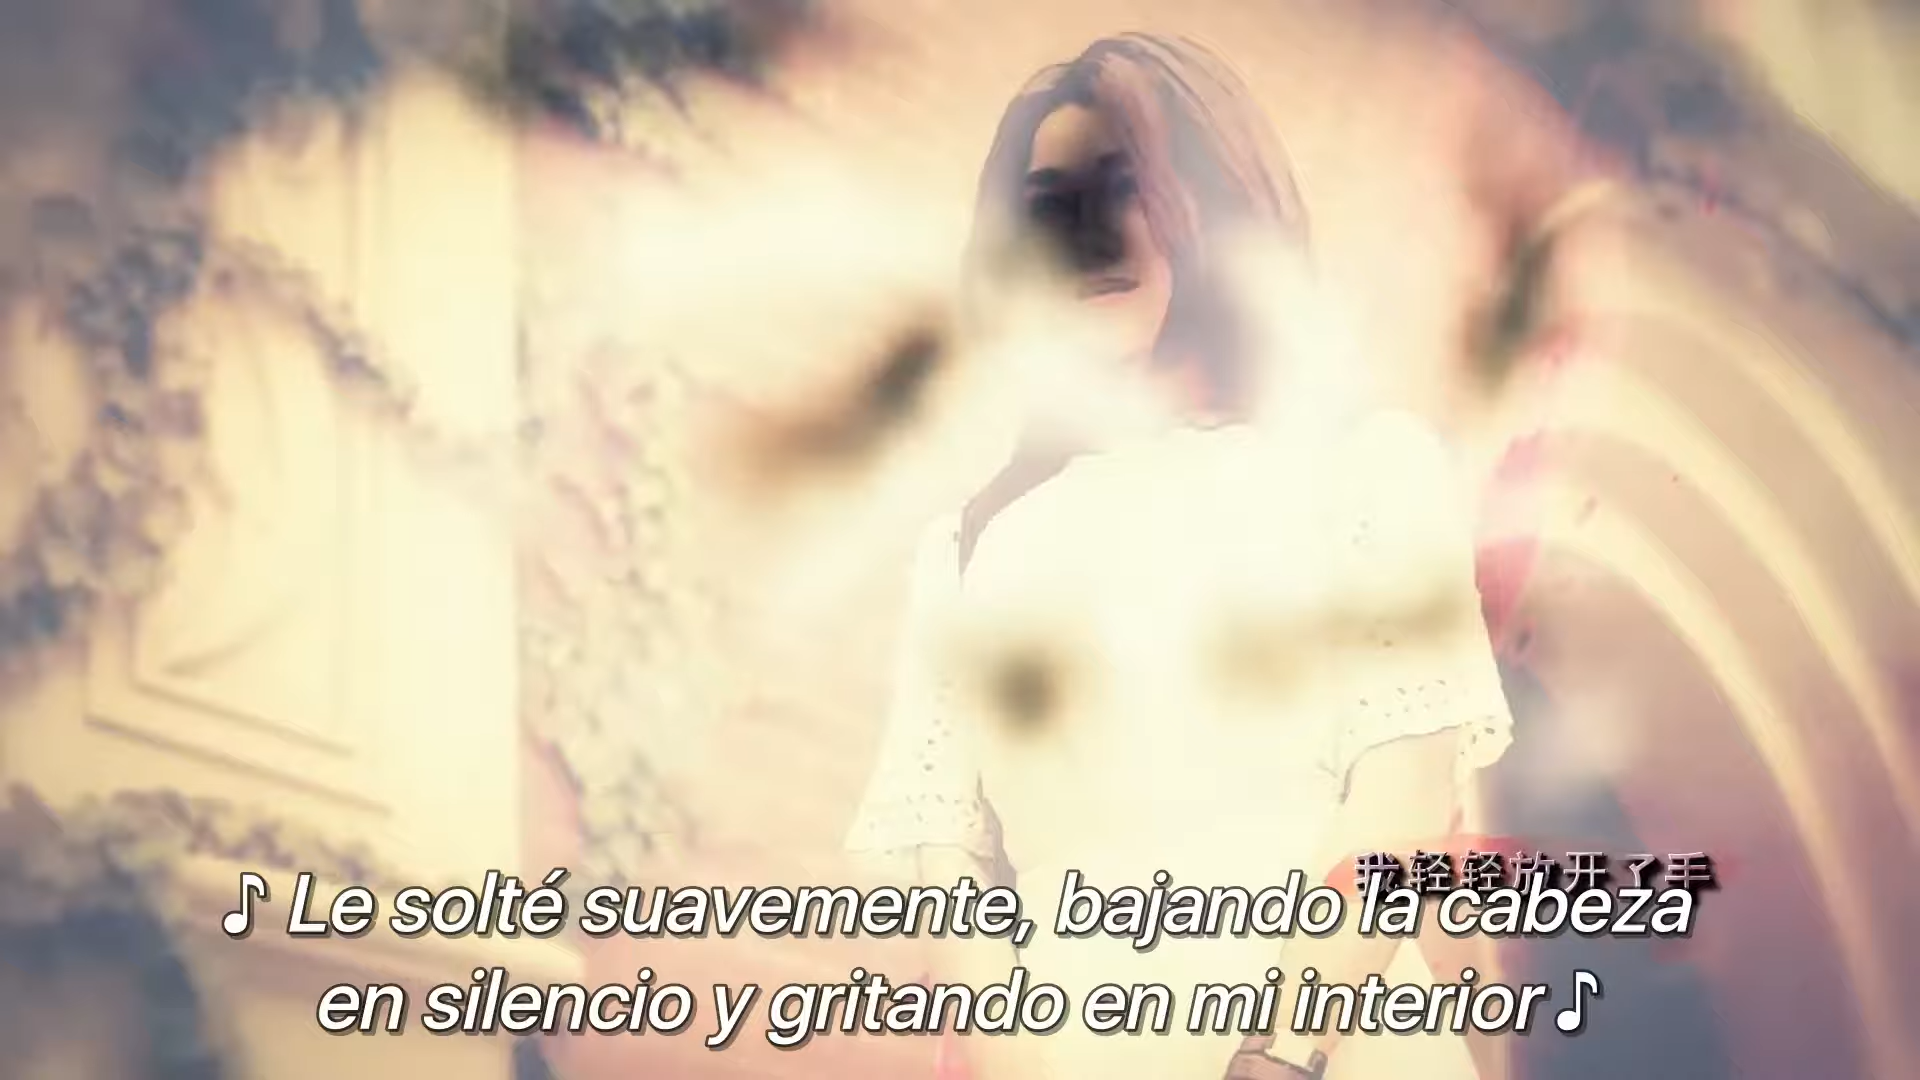 我轻轻放开了手
♪ Le solté suavemente, bajando la cabeza
en silencio y gritando en mi interior ♪